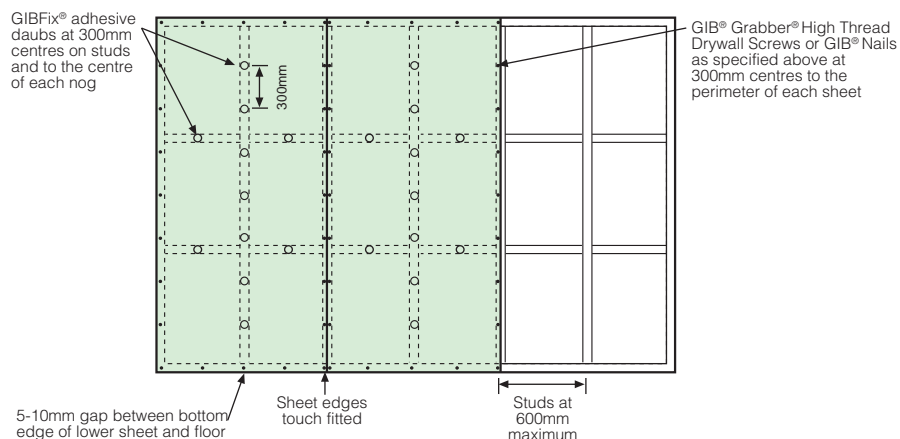 GIBFix® adhesive
daubs at 300mm
centres on studs
and to the centre
of each nog
300mm
GIB® Grabber® High Thread
Drywall Screws or GIB® Nails
as specified above at
300mm centres to the
perimeter of each sheet
5-10mm gap between bottom
edge of lower sheet and floor
Sheet edges
touch fitted
Studs at
600mm
maximum